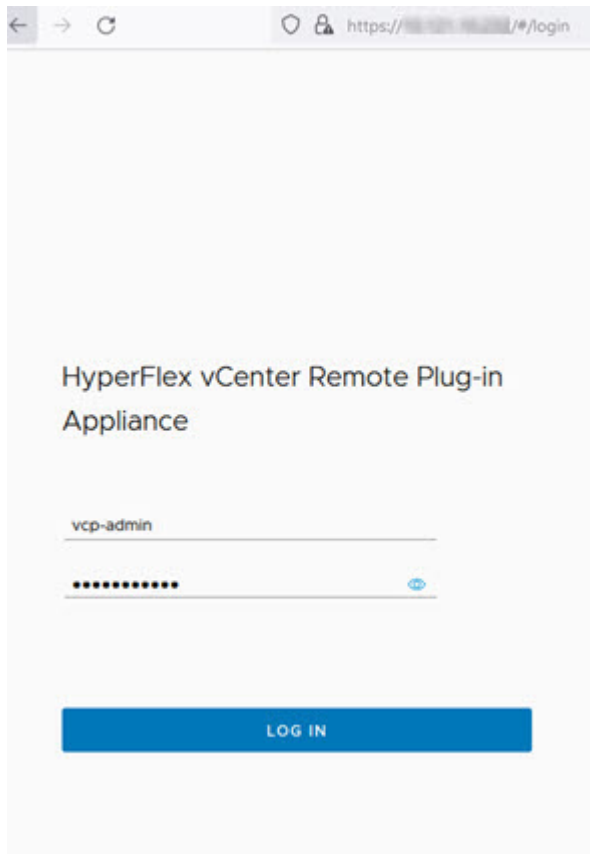 https:// /#/login
HyperFlex vCenter Remote Plug-in
Appliance
vcp-admin
•••••••••••
LOG IN